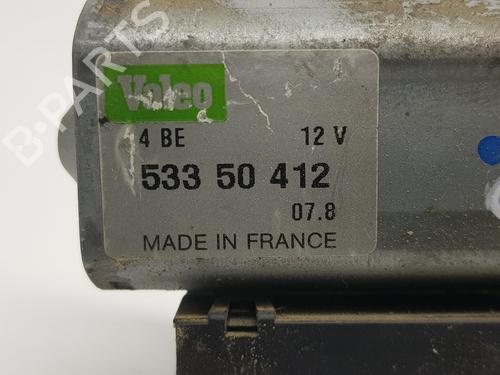 B-PARTS
Valeo
4 BE 12 V
533 50 412
07.8
MADE IN FRANCE